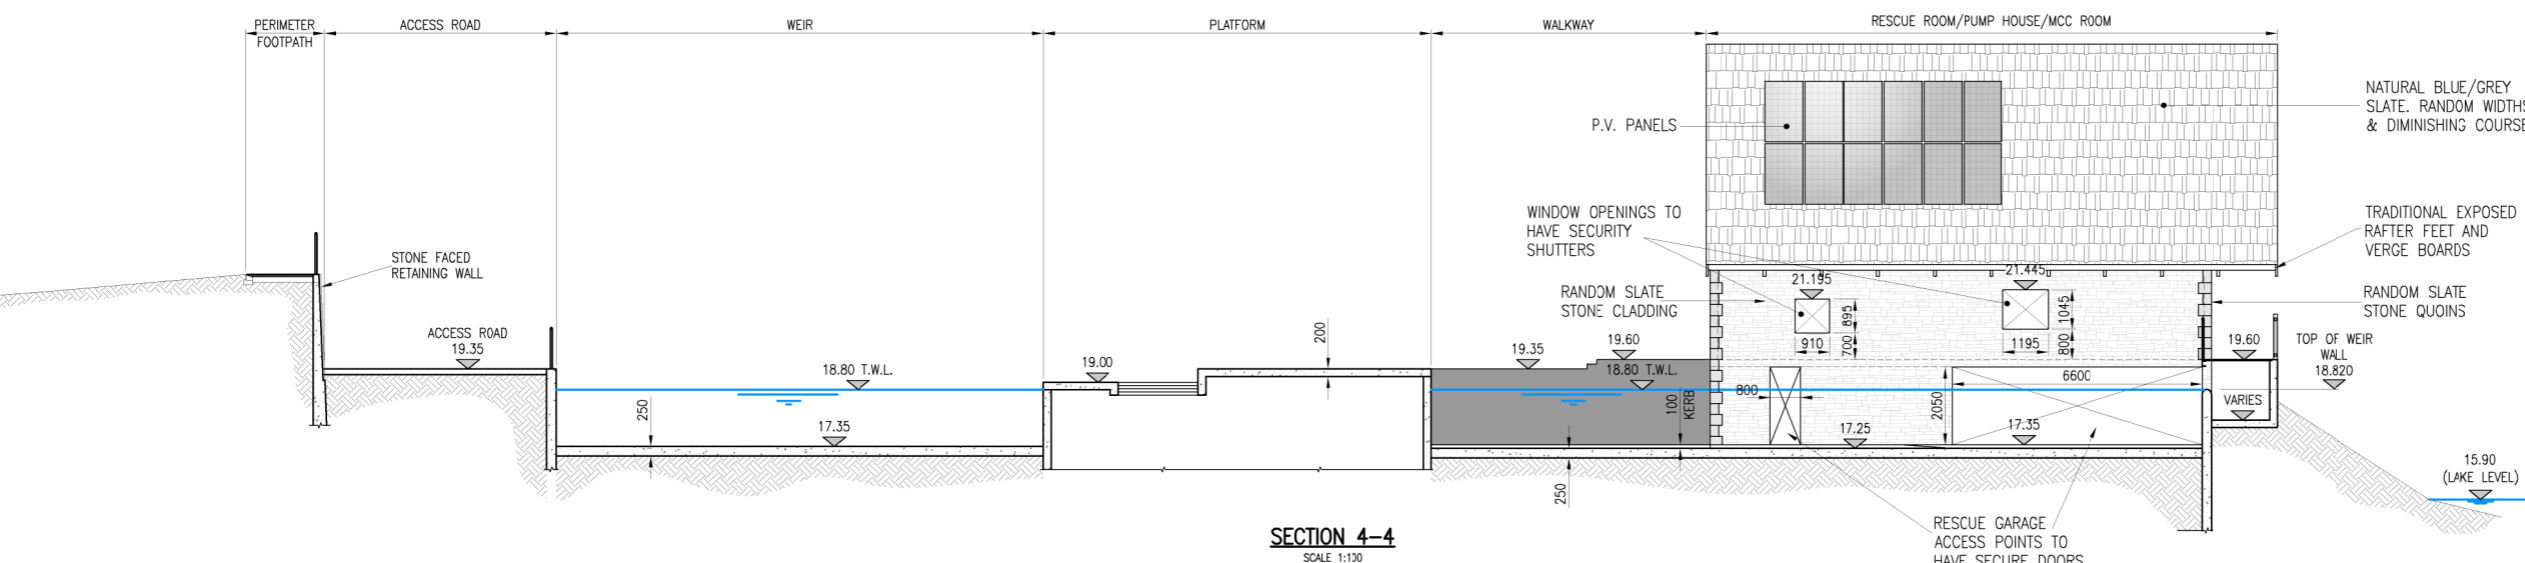 PERIMETER
FOOTPATH
ACCESS ROAD
WEIR
PLATFORM
WALKWAY
RESCUE ROOM/PUMP HOUSE/MCC ROOM
NATURAL BLUE/GREY
SLATE. RANDOM WIDTHS
& DIMINISHING COURSE
P.V. PANELS
WINDOW OPENINGS TO
HAVE SECURITY
SHUTTERS
TRADITIONAL EXPOSED
RAFTER FEET AND
VERGE BOARDS
STONE FACED
RETAINING WALL
21.195
21.445
RANDOM SLATE
STONE CLADDING
RANDOM SLATE
STONE QUOINS
895
1045
910
700
1195
800
ACCESS ROAD
19.35
18.80 T.W.L.
19.00
200
19.35
19.60
18.80 T.W.L.
19.60
TOP OF WEIR
WALL
18.820
6600
800
2050
VARIES
100
KERB
250
17.35
17.25
17.35
250
15.90
(LAKE LEVEL)
RESCUE GARAGE
ACCESS POINTS TO
HAVE SECURE DOORS
SECTION 4-4
SCALE 1:100